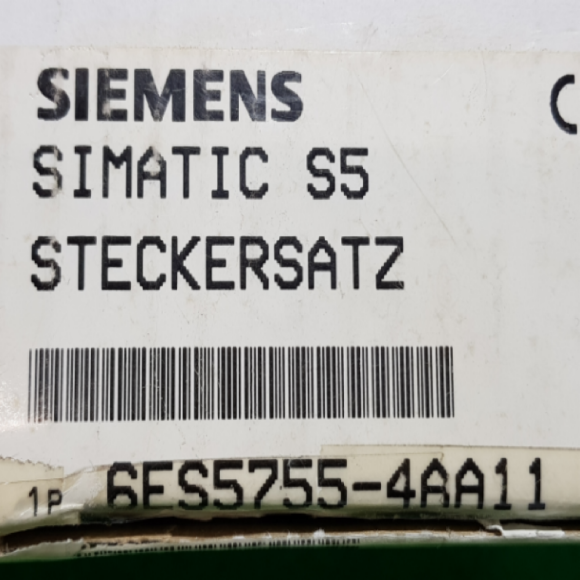 SIEMENS
SIMATIC S5
STECKERSATZ
1P 6ES5755-4AA11